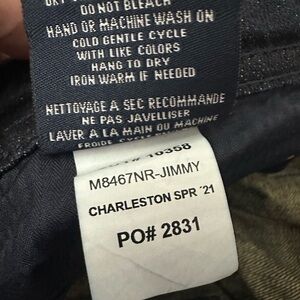 DO NOT BLEACH
HAND OR MACHINE WASH ON
COLD GENTLE CYCLE
WITH LIKE COLORS
HANG TO DRY
IRON WARM IF NEEDED
NETTOYAGE A SEC RECOMMANDE
NE PAS JAVELLISER
LAVER A LA MAIN OU MACHINE
M8467NR-JIMMY
CHARLESTON SPR '21
PO# 2831